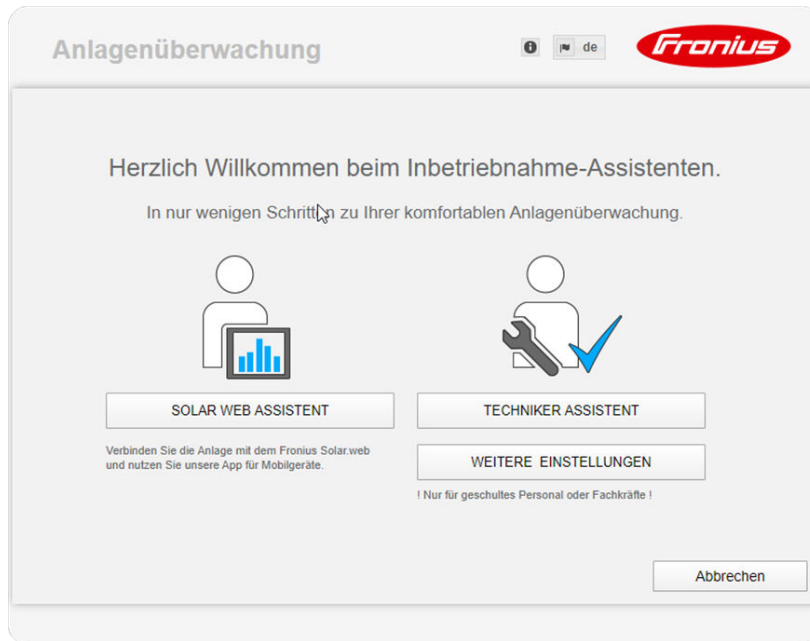 Anlagenüberwachung
de
Fronius
Herzlich Willkommen beim Inbetriebnahme-Assistenten.
In nur wenigen Schritten zu Ihrer komfortablen Anlagenüberwachung.
SOLAR WEB ASSISTENT
Verbinden Sie die Anlage mit dem Fronius Solar.web
und nutzen Sie unsere App für Mobilgeräte.
TECHNIKER ASSISTENT
WEITERE EINSTELLUNGEN
! Nur für geschultes Personal oder Fachkräfte !
Abbrechen